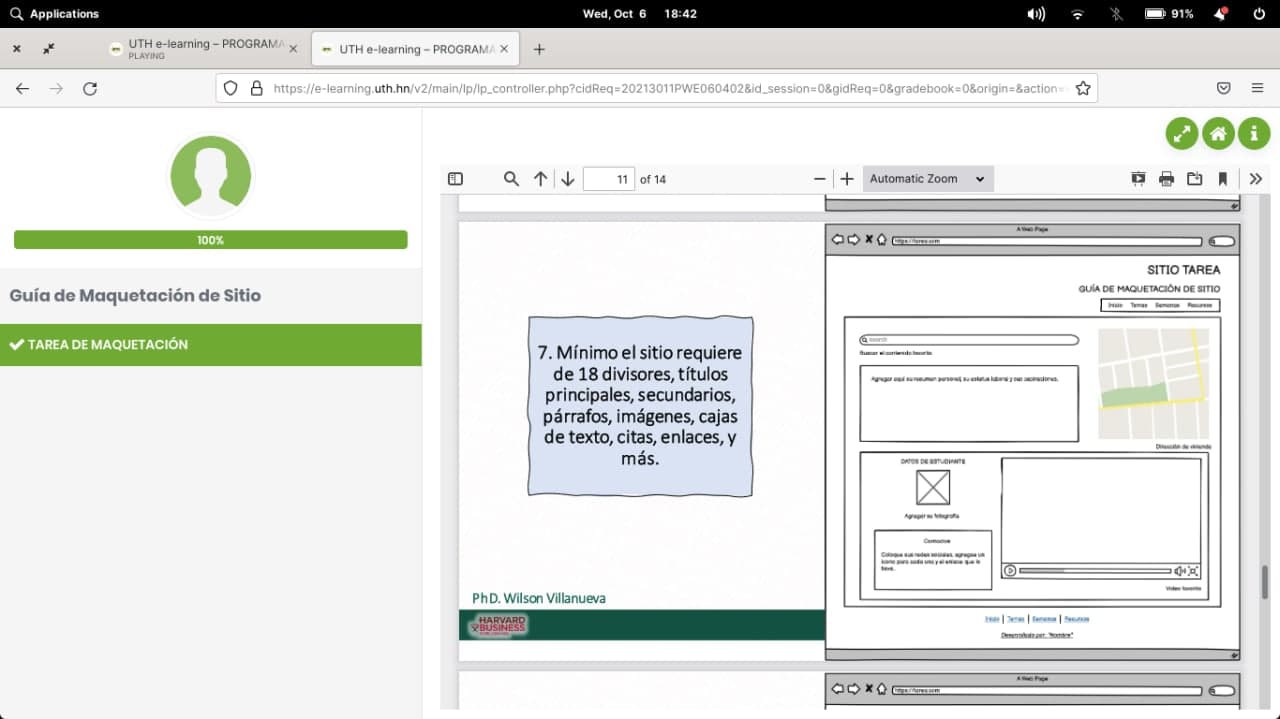 Applications
Wed, Oct 6 18:42
91%
UTH e-learning – PROGRAMA
PLAYING
UTH e-learning – PROGRAMA
https://e-learning.uth.hn/v2/main/lp/lp_controller.php?cidReq=20213011PWE060402&id_session=0&gidReq=0&gradebook=0&origin=&action=
100%
Guía de Maquetación de Sitio
TAREA DE MAQUETACIÓN
11 of 14
Automatic Zoom
7. Mínimo el sitio requiere
de 18 divisores, títulos
principales, secundarios,
párrafos, imágenes, cajas
de texto, citas, enlaces, y
más.
PhD. Wilson Villanueva
HARVARD
BUSINESS
A Web Page
https://tarea.com
SITIO TAREA
GUÍA DE MAQUETACIÓN DE SITIO
Inicio Temas Semanas Recursos
search
Buscar el contenido favorito
Agregar aquí su resumen personal, su estatus laboral y sus aspiraciones.
Dirección de vivienda
DATOS DE ESTUDIANTE
Agregar su fotografía
Contactos
Coloque sus redes sociales, agregue un
icono para cada uno y el enlace que lo
lleve.
Video favorito
Inicio | Temas | Semanas | Recursos
Desarrollado por: "Nombre"
A Web Page
https://tarea.com